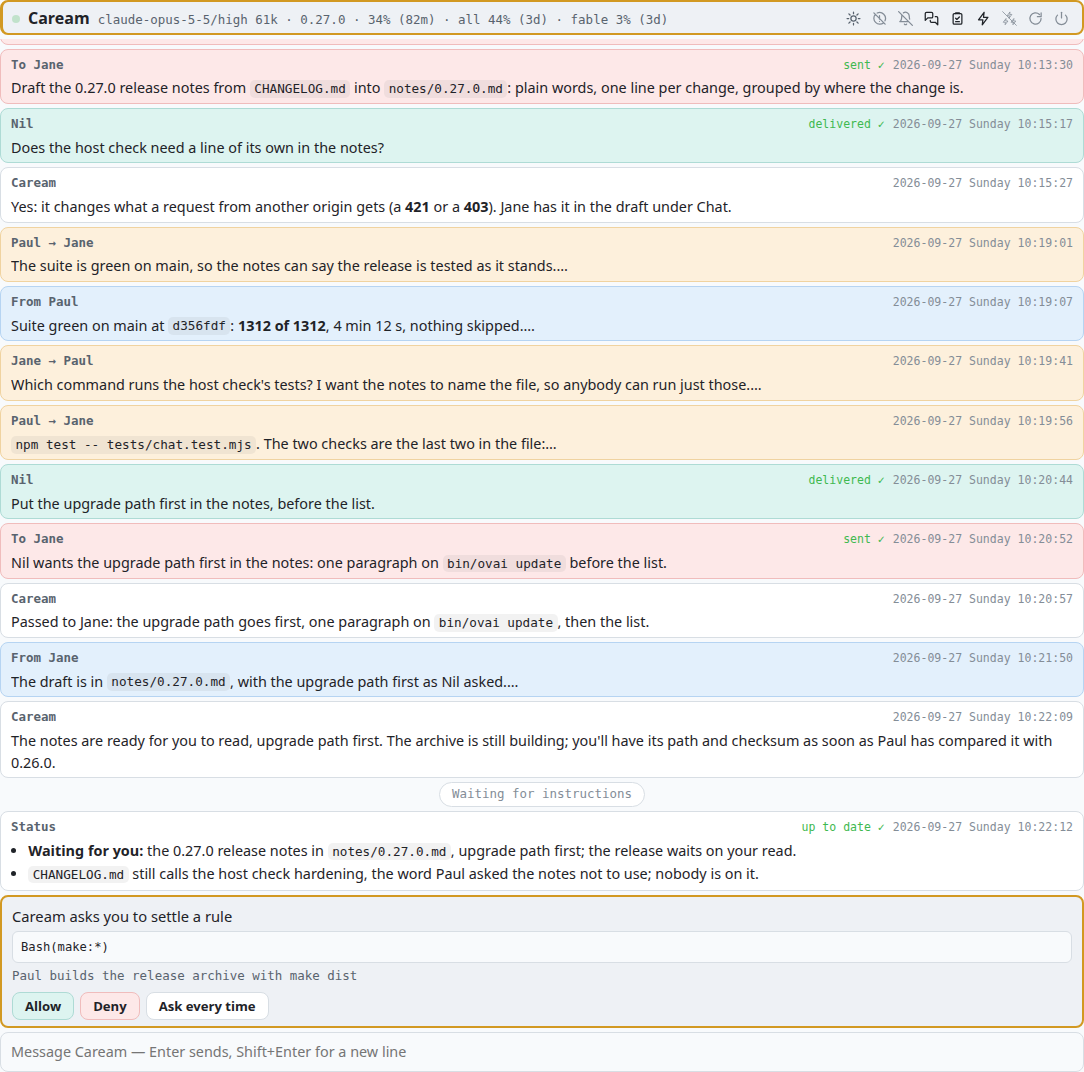 Caream claude-opus-5-5/high 61k · 0.27.0 · 34% (82m) · all 44% (3d) · fable 3% (3d)
To Jane sent ✓ 2026-09-27 Sunday 10:13:30
Draft the 0.27.0 release notes from CHANGELOG.md into notes/0.27.0.md: plain words, one line per change, grouped by where the change is.
Nil delivered ✓ 2026-09-27 Sunday 10:15:17
Does the host check need a line of its own in the notes?
Caream 2026-09-27 Sunday 10:15:27
Yes: it changes what a request from another origin gets (a 421 or a 403). Jane has it in the draft under Chat.
Paul → Jane 2026-09-27 Sunday 10:19:01
The suite is green on main, so the notes can say the release is tested as it stands....
From Paul 2026-09-27 Sunday 10:19:07
Suite green on main at d356fdf: 1312 of 1312, 4 min 12 s, nothing skipped....
Jane → Paul 2026-09-27 Sunday 10:19:41
Which command runs the host check's tests? I want the notes to name the file, so anybody can run just those....
Paul → Jane 2026-09-27 Sunday 10:19:56
npm test -- tests/chat.test.mjs. The two checks are the last two in the file:...
Nil delivered ✓ 2026-09-27 Sunday 10:20:44
Put the upgrade path first in the notes, before the list.
To Jane sent ✓ 2026-09-27 Sunday 10:20:52
Nil wants the upgrade path first in the notes: one paragraph on bin/ovai update before the list.
Caream 2026-09-27 Sunday 10:20:57
Passed to Jane: the upgrade path goes first, one paragraph on bin/ovai update, then the list.
From Jane 2026-09-27 Sunday 10:21:50
The draft is in notes/0.27.0.md, with the upgrade path first as Nil asked....
Caream 2026-09-27 Sunday 10:22:09
The notes are ready for you to read, upgrade path first. The archive is still building; you'll have its path and checksum as soon as Paul has compared it with
0.26.0.
Waiting for instructions
Status up to date ✓ 2026-09-27 Sunday 10:22:12
• Waiting for you: the 0.27.0 release notes in notes/0.27.0.md, upgrade path first; the release waits on your read.
• CHANGELOG.md still calls the host check hardening, the word Paul asked the notes not to use; nobody is on it.
Caream asks you to settle a rule
Bash(make:*)
Paul builds the release archive with make dist
Allow Deny Ask every time
Message Caream — Enter sends, Shift+Enter for a new line